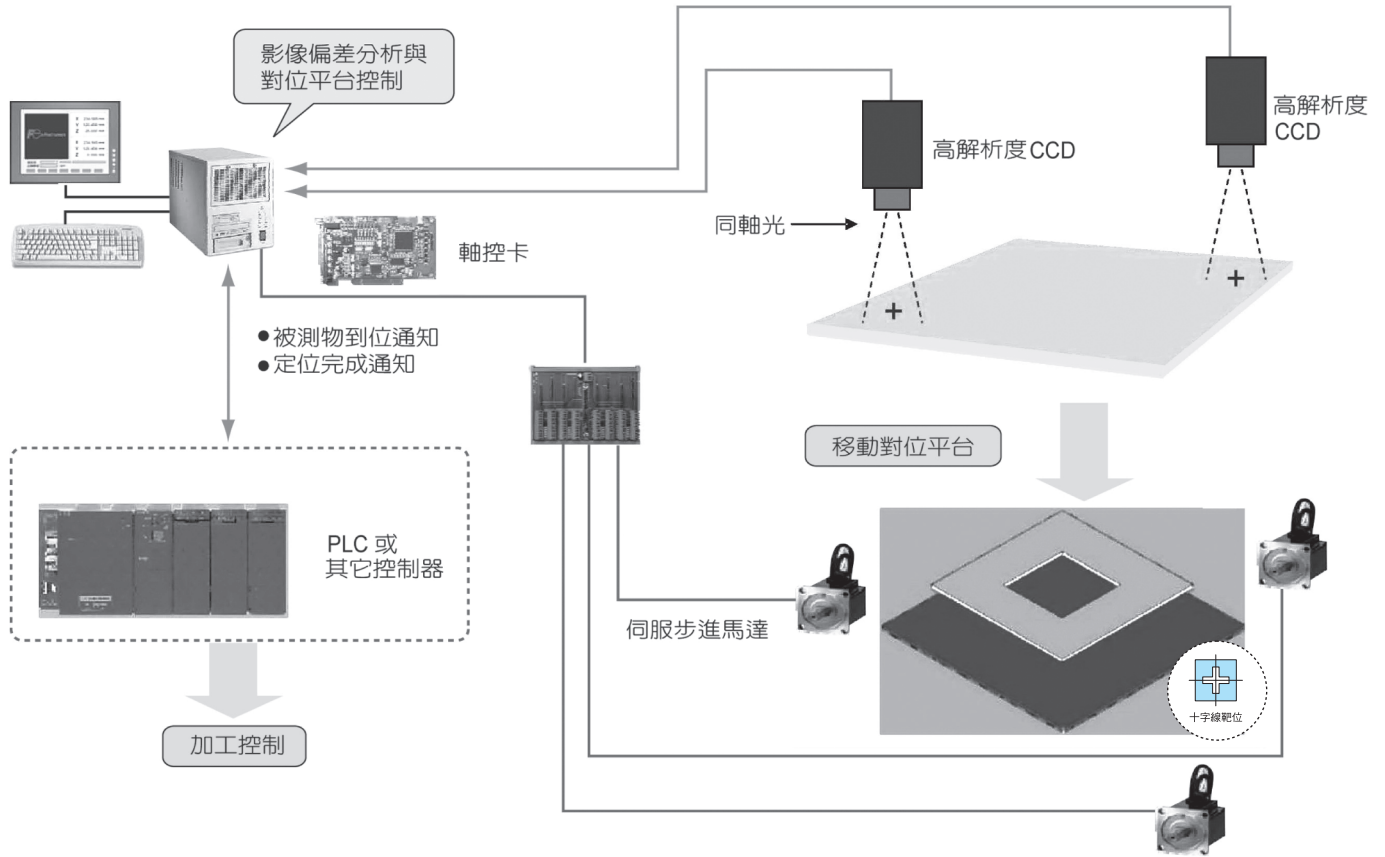 影像偏差分析與
對位平台控制
高解析度
CCD
高解析度CCD
同軸光
軸控卡
●被測物到位通知
●定位完成通知
移動對位平台
PLC 或
其它控制器
伺服步進馬達
十字線靶位
加工控制